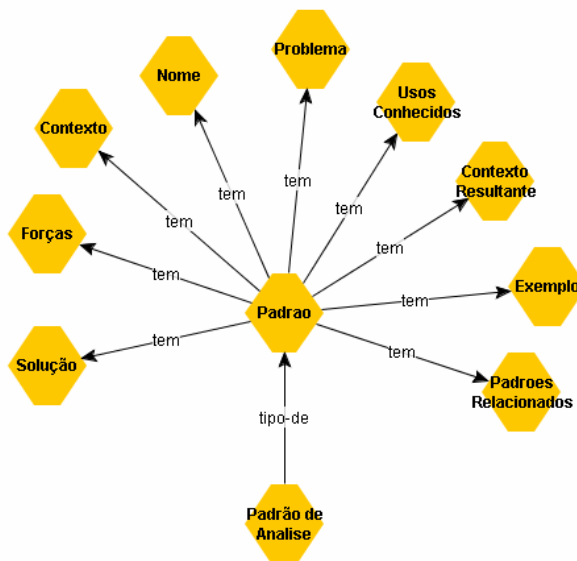 Problema
Nome
Usos
Conhecidos
Contexto
tem
Contexto
Resultante
tem
tem
tem
tem
Forças
tem
tem
Exemplo
tem
Padrao
Solução
tem
tem
Padroes
Relacionados
tipo-de
Padrão de
Analise